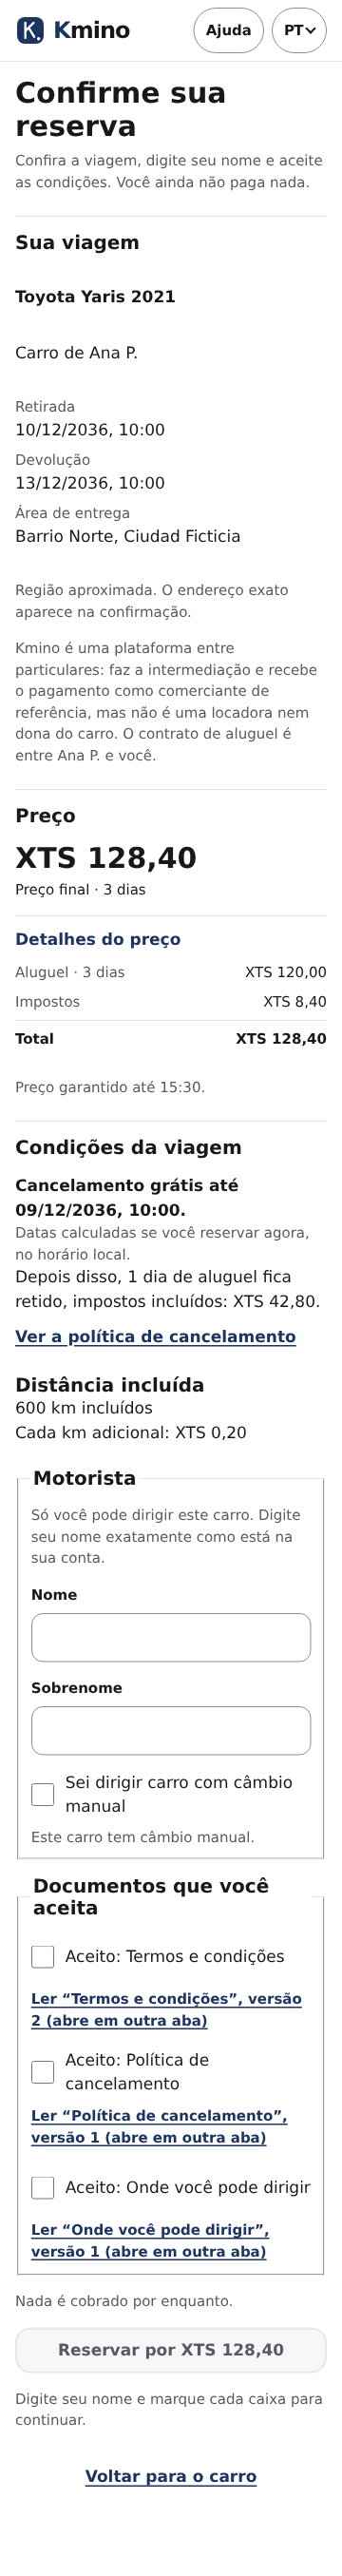 Kmino
Ajuda
PT
Confirme sua
reserva
Confira a viagem, digite seu nome e aceite
as condições. Você ainda não paga nada.
Sua viagem
Toyota Yaris 2021
Carro de Ana P.
Retirada
10/12/2036, 10:00
Devolução
13/12/2036, 10:00
Área de entrega
Barrio Norte, Ciudad Ficticia
Região aproximada. O endereço exato
aparece na confirmação.
Kmino é uma plataforma entre
particulares: faz a intermediação e recebe
o pagamento como comerciante de
referência, mas não é uma locadora nem
dona do carro. O contrato de aluguel é
entre Ana P. e você.
Preço
XTS 128,40
Preço final · 3 dias
Detalhes do preço
Aluguel · 3 dias XTS 120,00
Impostos XTS 8,40
Total XTS 128,40
Preço garantido até 15:30.
Condições da viagem
Cancelamento grátis até
09/12/2036, 10:00.
Datas calculadas se você reservar agora,
no horário local.
Depois disso, 1 dia de aluguel fica
retido, impostos incluídos: XTS 42,80.
Ver a política de cancelamento
Distância incluída
600 km incluídos
Cada km adicional: XTS 0,20
Motorista
Só você pode dirigir este carro. Digite
seu nome exatamente como está na
sua conta.
Nome
Sobrenome
Sei dirigir carro com câmbio
manual
Este carro tem câmbio manual.
Documentos que você
aceita
Aceito: Termos e condições
Ler “Termos e condições”, versão
2 (abre em outra aba)
Aceito: Política de
cancelamento
Ler “Política de cancelamento”,
versão 1 (abre em outra aba)
Aceito: Onde você pode dirigir
Ler “Onde você pode dirigir”,
versão 1 (abre em outra aba)
Nada é cobrado por enquanto.
Reservar por XTS 128,40
Digite seu nome e marque cada caixa para
continuar.
Voltar para o carro